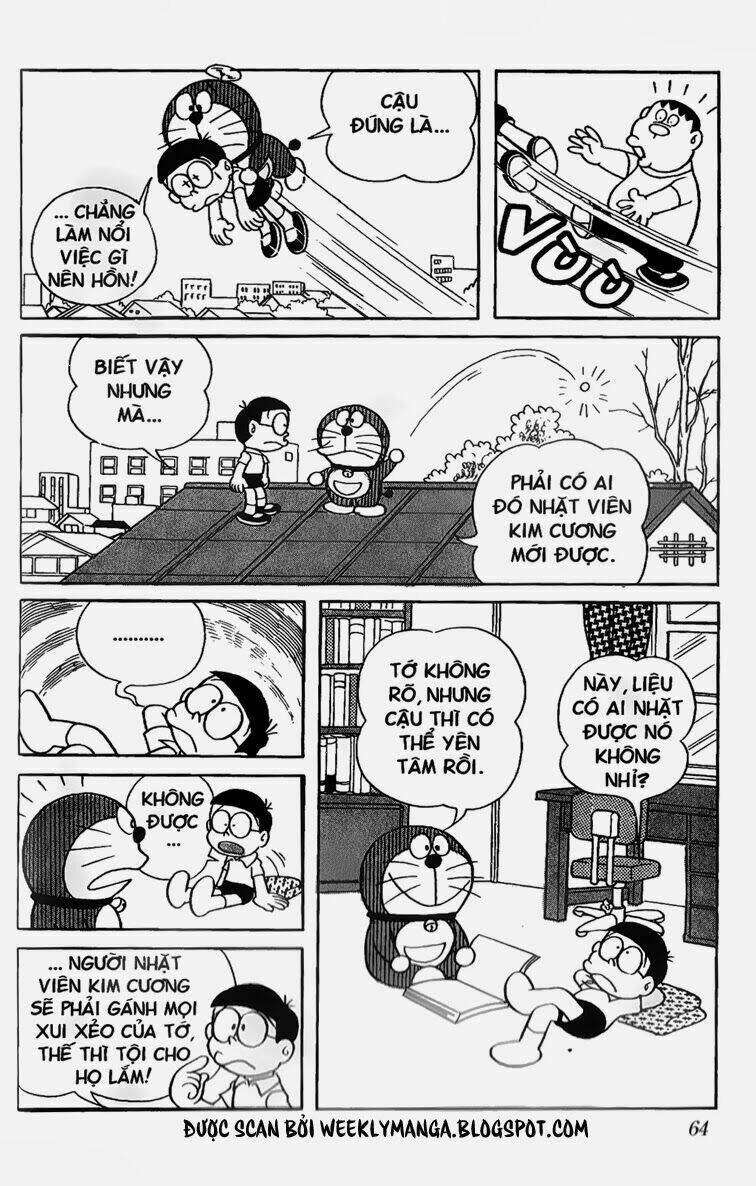 VÙÙ
CẬU
ĐÚNG LÀ...
... CHẲNG
LÀM NỔI
VIỆC GÌ
NÊN HỒN!
PHẢI CÓ AI
ĐÓ NHẶT VIÊN
KIM CƯƠNG
MỚI ĐƯỢC.
BIẾT VẬY
NHƯNG
MÀ...
NÀY, LIỆU
CÓ AI NHẶT
ĐƯỢC NÓ
KHÔNG
NHỈ?
TỚ KHÔNG
RÕ, NHƯNG
CẬU THÌ CÓ
THỂ YÊN
TÂM RỒI.
...........
KHÔNG
ĐƯỢC
...
... NGƯỜI NHẶT
VIÊN KIM CƯƠNG
SẼ PHẢI GÁNH MỌI
XUI XẺO CỦA TỚ,
THẾ THÌ TỘI CHO
HỌ LẮM!
ĐƯỢC SCAN BỞI WEEKLYMANGA.BLOGSPOT.COM
64